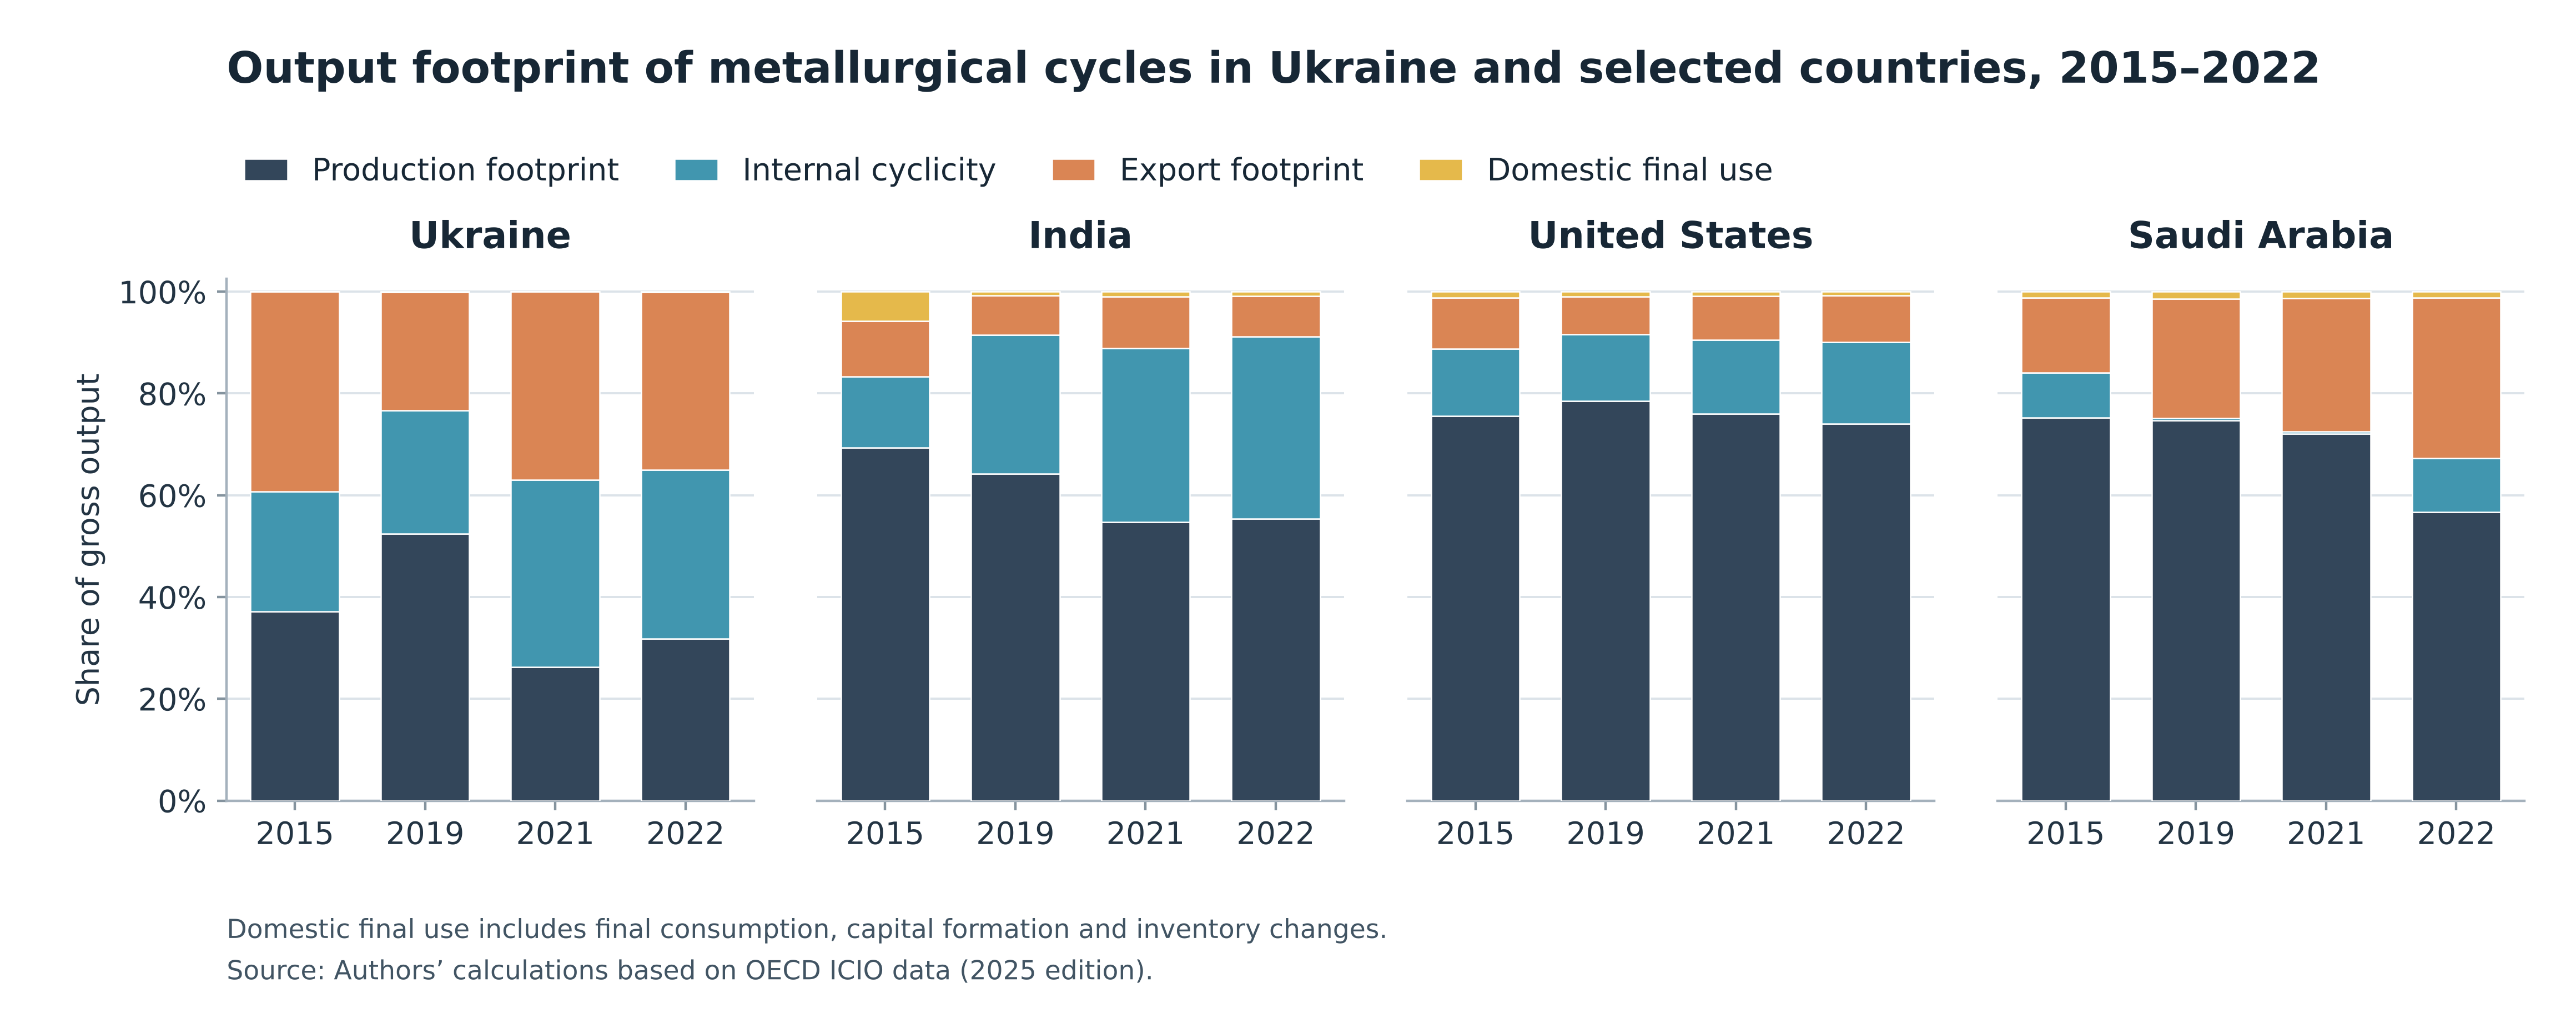 Output footprint of metallurgical cycles in Ukraine and selected countries, 2015–2022
Production footprint Internal cyclicity Export footprint Domestic final use
Ukraine India United States Saudi Arabia
Share of gross output
100%
80%
60%
40%
20%
0%
2015 2019 2021 2022 2015 2019 2021 2022 2015 2019 2021 2022 2015 2019 2021 2022
Domestic final use includes final consumption, capital formation and inventory changes.
Source: Authors’ calculations based on OECD ICIO data (2025 edition).